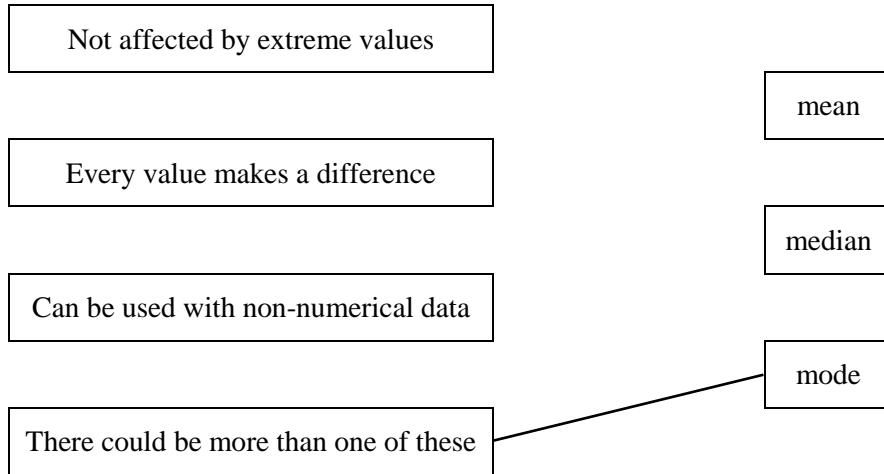 Not affected by extreme values
Every value makes a difference
Can be used with non-numerical data
There could be more than one of these
mean
median
mode